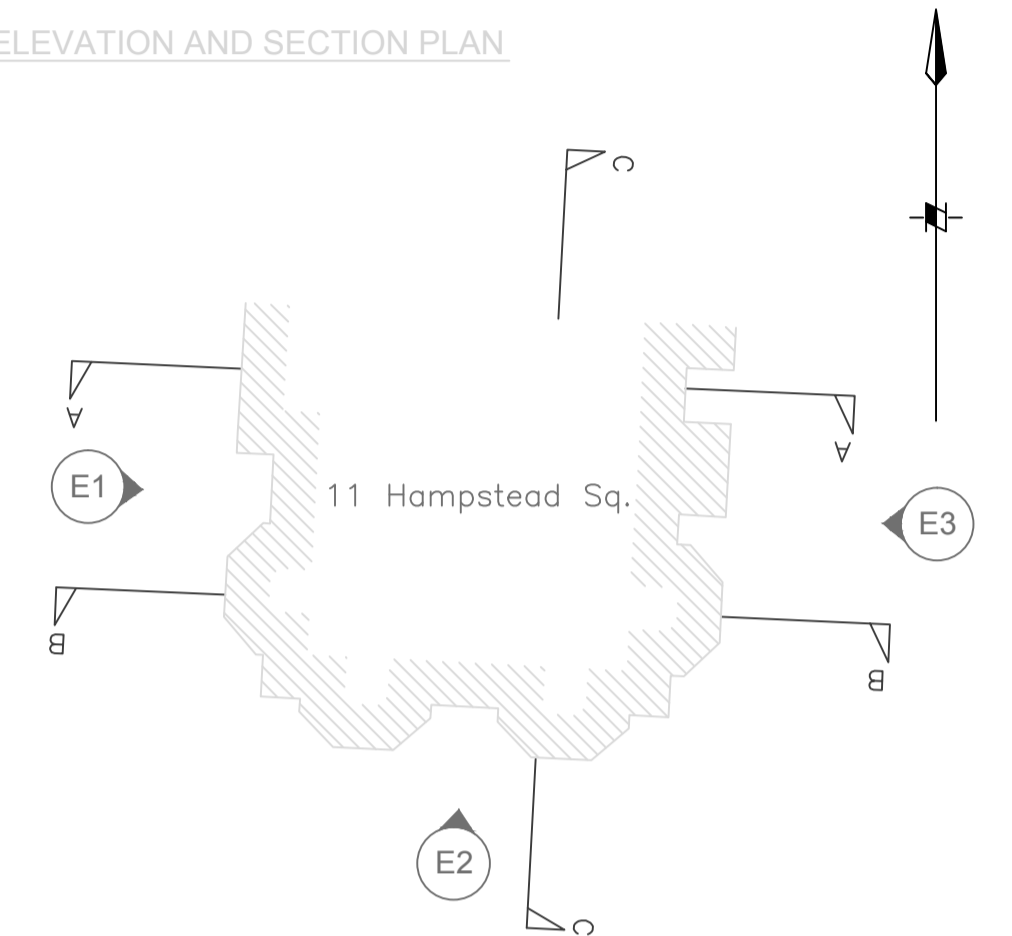 ELEVATION AND SECTION PLAN
C
A
A
E1
11 Hampstead Sq.
E3
B
B
E2
C